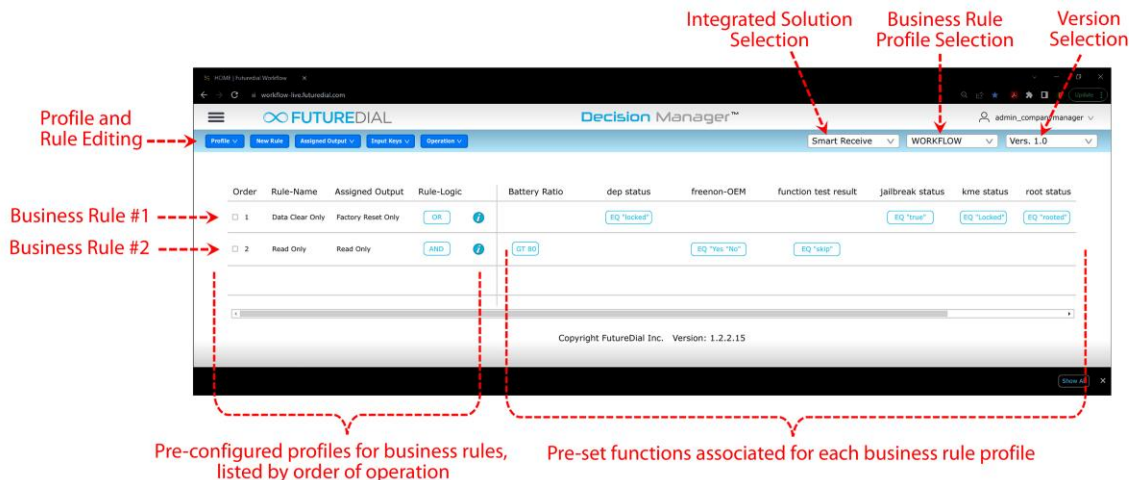 Integrated Solution
Selection
Business Rule
Profile Selection
Version
Selection
HOME | Futuredial Workflow
workflow-live.futuredial.com
Update
Profile and
Rule Editing
FUTUREDIAL
Decision Manager™
admin_companymanager
Profile
New Rule
Assigned Output
Input Keys
Operation
Smart Receive
WORKFLOW
Vers. 1.0
Order Rule-Name Assigned Output Rule-Logic Battery Ratio dep status freenon-OEM function test result jailbreak status kme status root status
Business Rule #1
1 Data Clear Only Factory Reset Only OR i EQ "locked" EQ "true" EQ "Locked" EQ "rooted"
Business Rule #2
2 Read Only Read Only AND i GT 80 EQ "Yes "No" EQ "skip"
Copyright FutureDial Inc. Version: 1.2.2.15
Show All
Pre-configured profiles for business rules,
listed by order of operation
Pre-set functions associated for each business rule profile